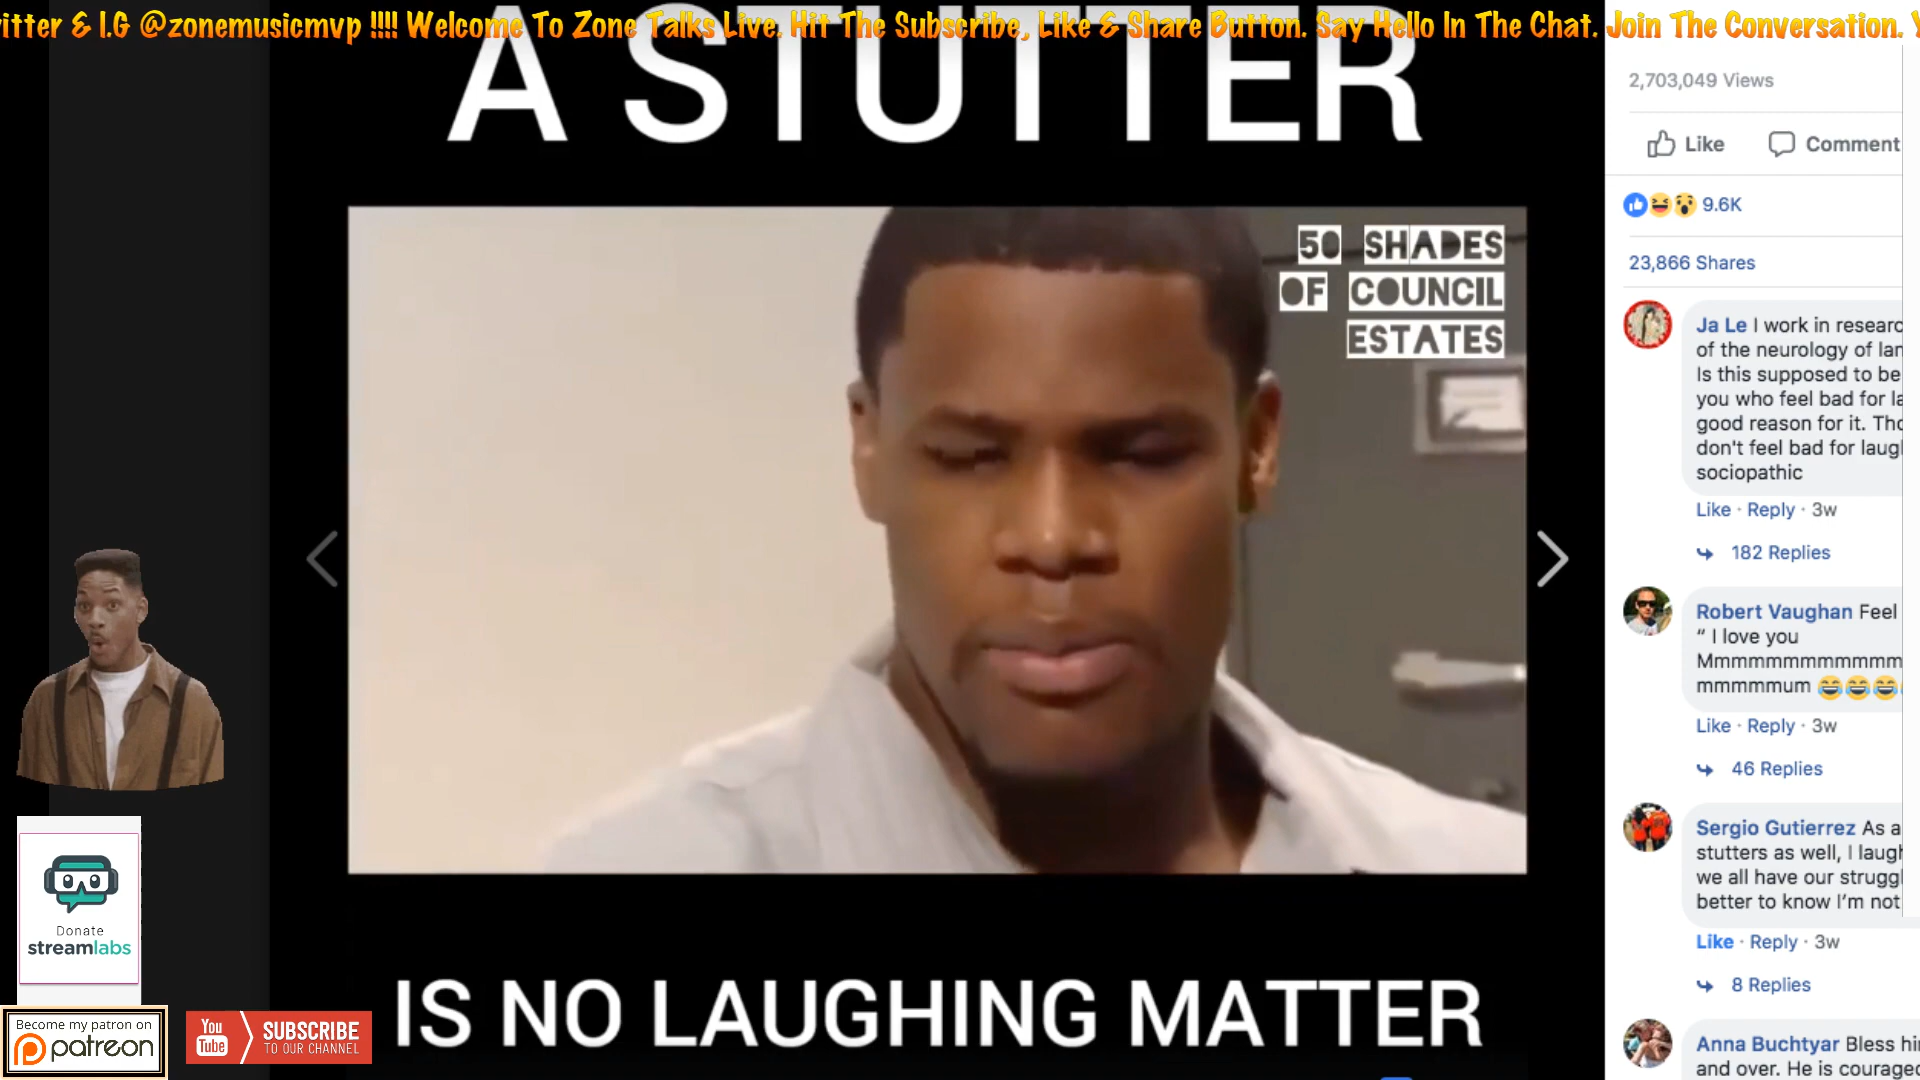 itter & I.G @zonemusicmvp !!!! Welcome To Zone Talks Live. Hit The Subscribe, Like & Share Button. Say Hello In The Chat. Join The Conversation.
A STUTTER
50 SHADES
OF COUNCIL
ESTATES
IS NO LAUGHING MATTER
Donate
streamlabs
Become my patron on
patreon
You
Tube
SUBSCRIBE
TO OUR CHANNEL
2,703,049 Views
Like Comment
9.6K
23,866 Shares
Ja Le I work in researc
of the neurology of lan
Is this supposed to be
you who feel bad for la
good reason for it. Tho
don't feel bad for laugh
sociopathic
Like · Reply · 3w
182 Replies
Robert Vaughan Feel
“ I love you
Mmmmmmmmmmmm
mmmmmum
Like · Reply · 3w
46 Replies
Sergio Gutierrez As a
stutters as well, I laugh
we all have our struggl
better to know I’m not
Like · Reply · 3w
8 Replies
Anna Buchtyar Bless hi
and over. He is courageo